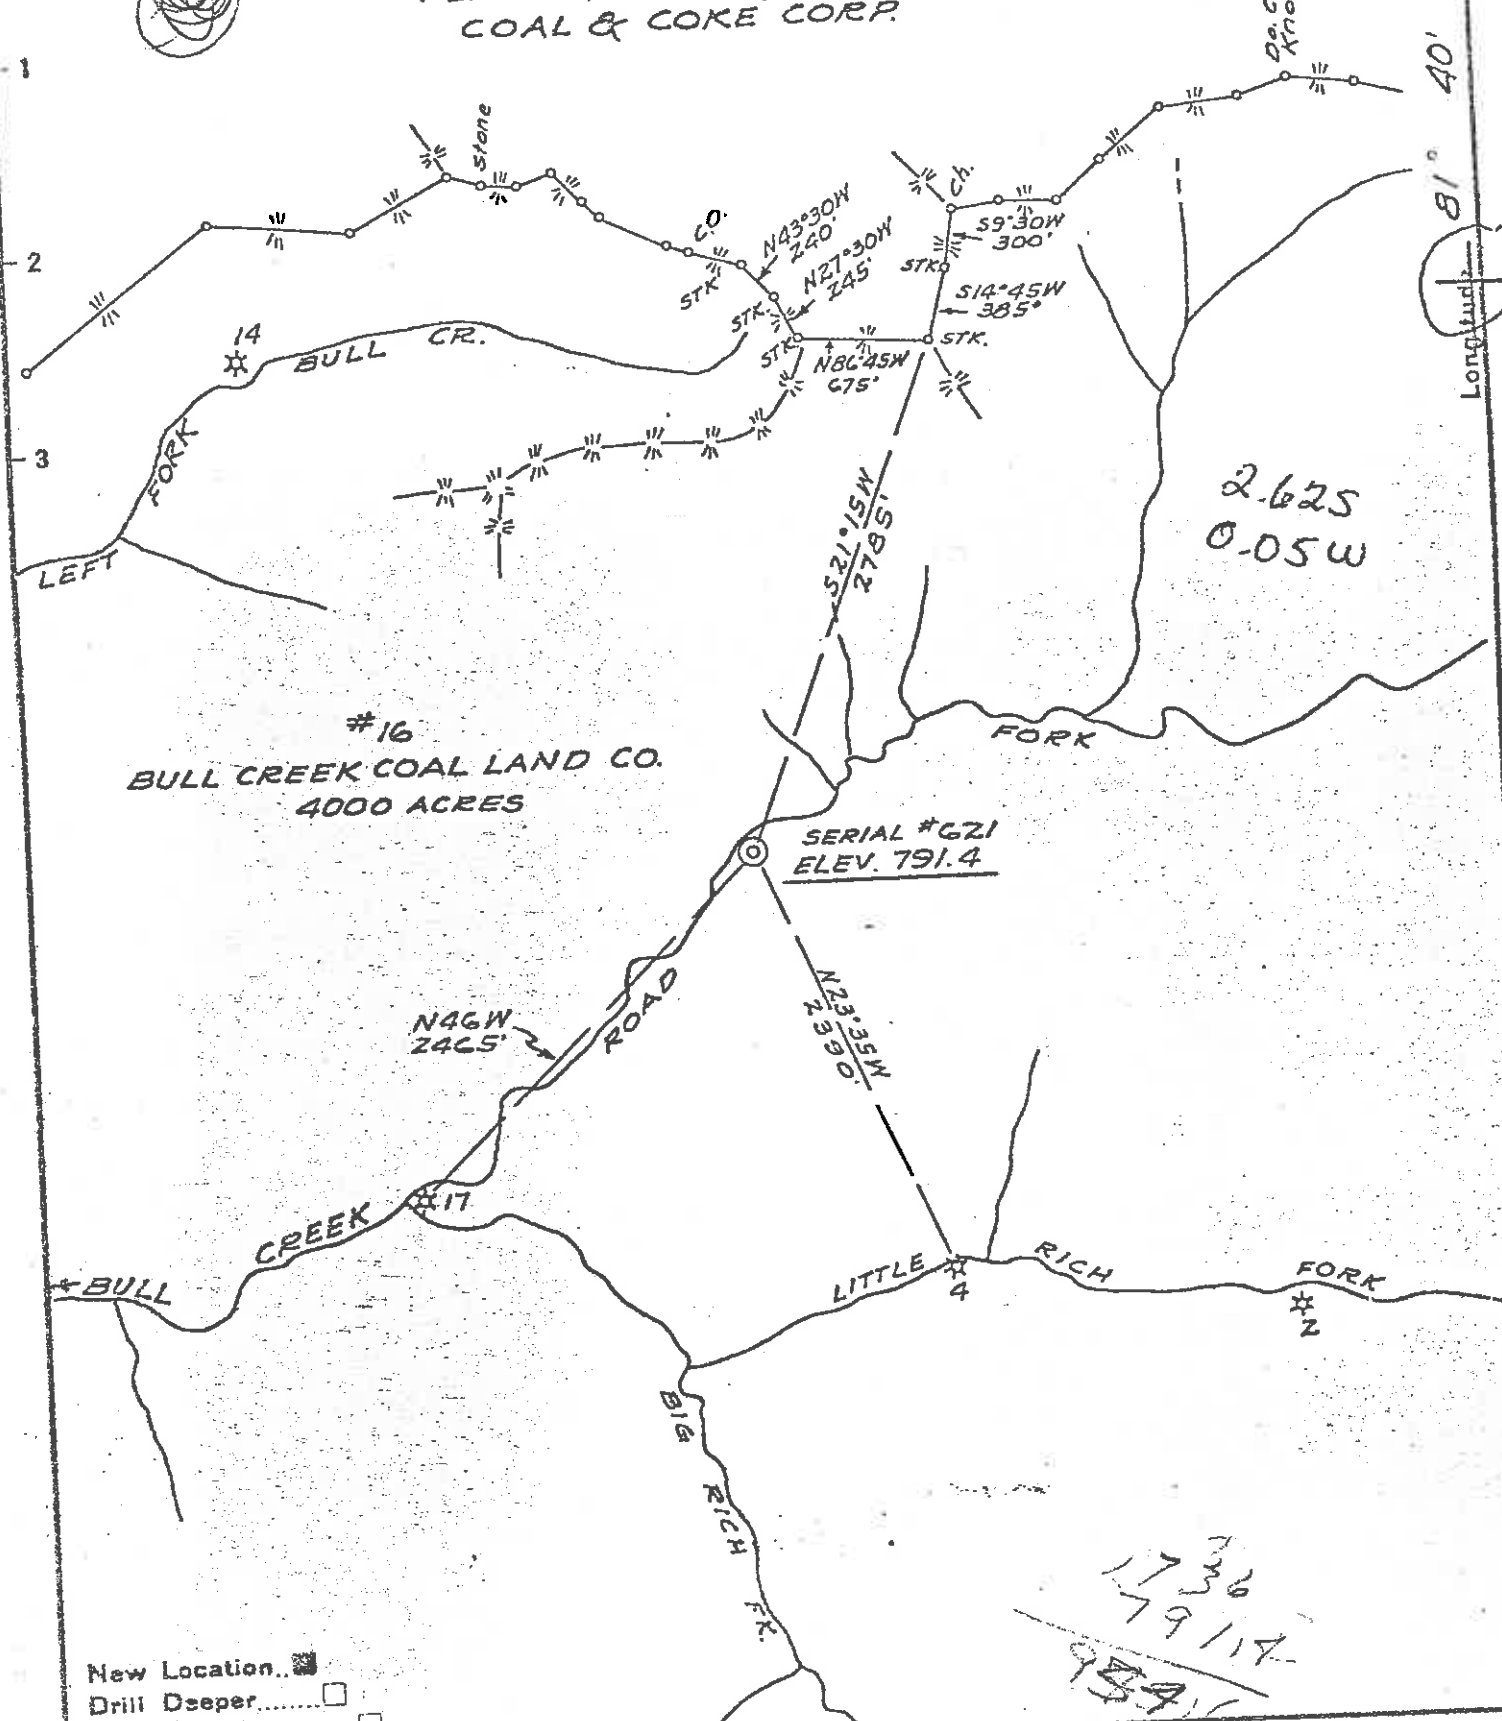 COAL & COKE CORP.
1
40'
Stone
Ch.
81°
C.O.
N43°30W
240'
S9°30W
300'
2
N27°30W
245'
STK.
STK
S14°45W
385'
STK.
14
STK.
BULL CR.
STK.
N86°45W
675'
Longitude
3
FORK
2.62S
0.05W
S21°15W
2785'
LEFT
#16
BULL CREEK COAL LAND CO.
4000 ACRES
FORK
SERIAL #621
ELEV. 791.4
N23°35W
2390'
N46W
2465'
ROAD
17
CREEK
BULL
LITTLE
RICH
FORK
4
2
BIG
RICH
FK.
1736
791.4
New Location..
Drill Deeper........